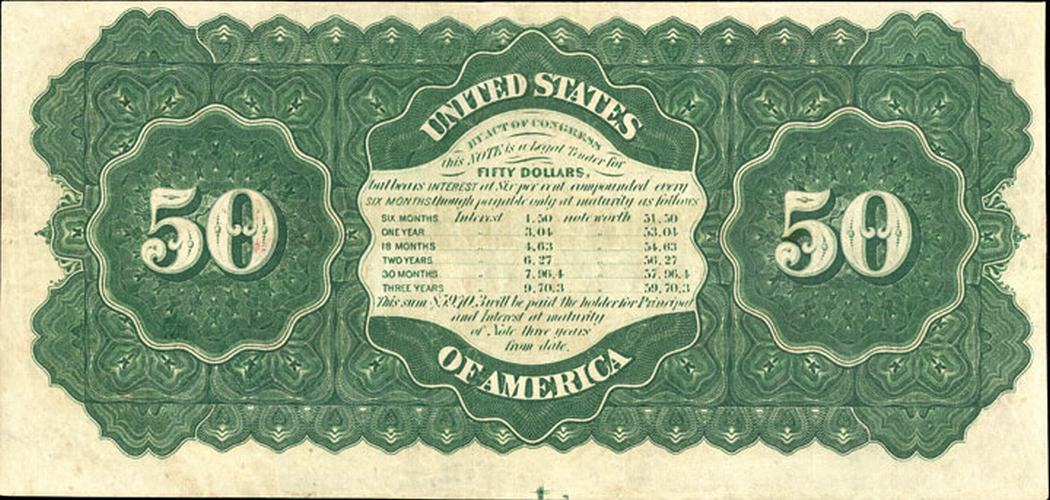 UNITED STATES
BY ACT OF CONGRESS
this NOTE is a Legal Tender for
FIFTY DOLLARS,
but bears INTEREST at Six per cent compounded every
SIX MONTHS though payable only at maturity as follows
SIX MONTHS Interest 1.50 note worth 51.50
ONE YEAR " 3.04 " 53.04
18 MONTHS " 4.63 " 54.63
TWO YEARS " 6.27 " 56.27
30 MONTHS " 7.96,4 " 57.96,4
THREE YEARS " 9.70,3 " 59.70,3
This sum $59.70,3 will be paid the holder for Principal
and Interest at maturity
of Note three years
from date.
OF AMERICA
50
50